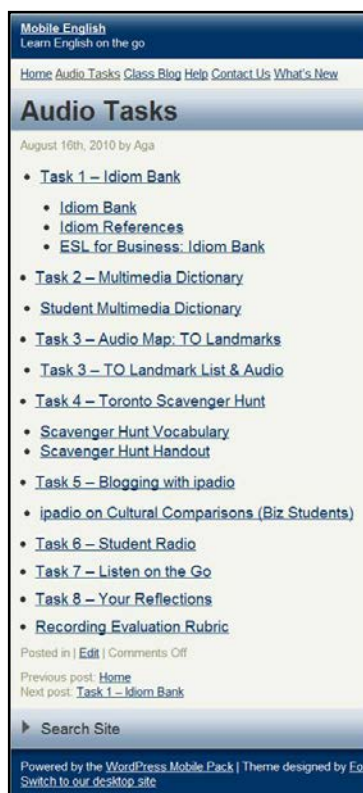 Mobile English
Learn English on the go
Home Audio Tasks Class Blog Help Contact Us What's New
Audio Tasks
August 16th, 2010 by Aga
Task 1 – Idiom Bank
Idiom Bank
Idiom References
ESL for Business: Idiom Bank
Task 2 – Multimedia Dictionary
Student Multimedia Dictionary
Task 3 – Audio Map: TO Landmarks
Task 3 – TO Landmark List & Audio
Task 4 – Toronto Scavenger Hunt
Scavenger Hunt Vocabulary
Scavenger Hunt Handout
Task 5 – Blogging with ipadio
ipadio on Cultural Comparisons (Biz Students)
Task 6 – Student Radio
Task 7 – Listen on the Go
Task 8 – Your Reflections
Recording Evaluation Rubric
Posted in | Edit | Comments Off
Previous post: Home
Next post: Task 1 – Idiom Bank
Search Site
Powered by the WordPress Mobile Pack | Theme designed by Fo
Switch to our desktop site